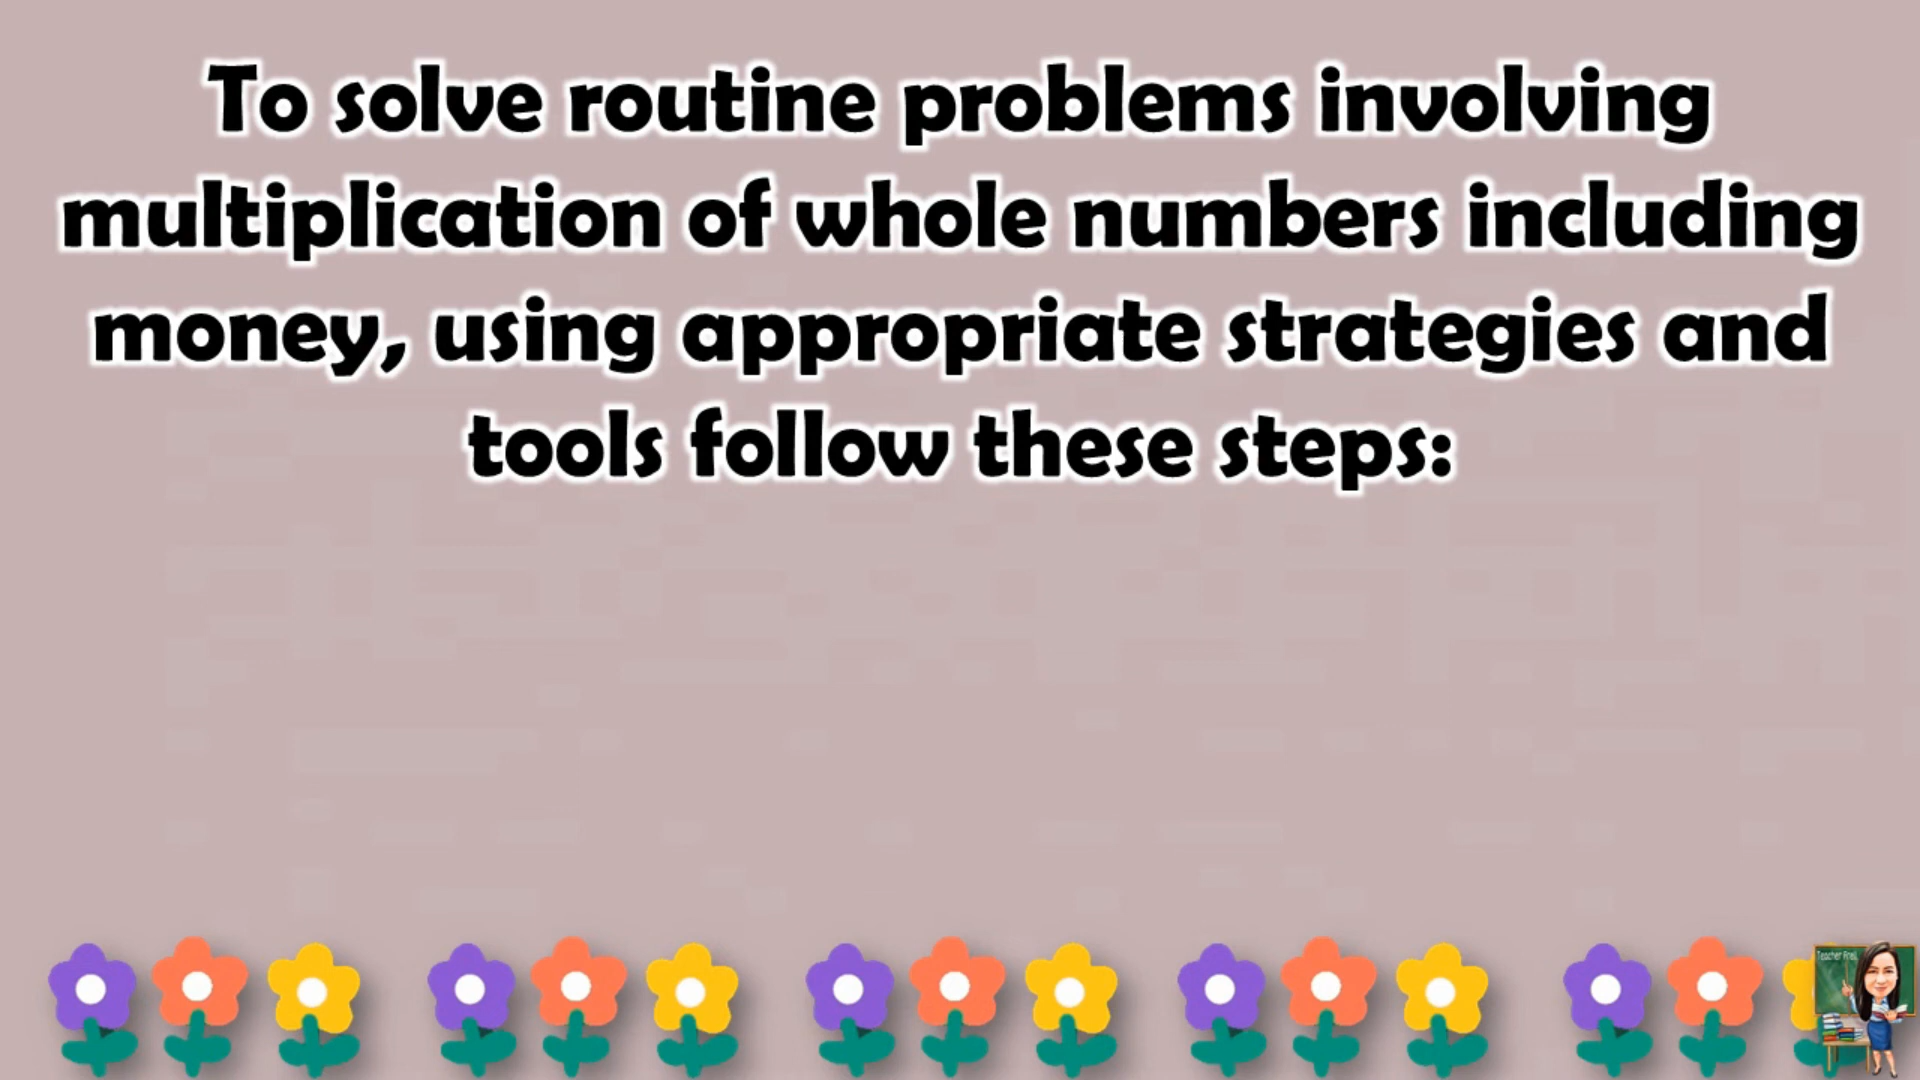 To solve routine problems involving
multiplication of whole numbers including
money, using appropriate strategies and
tools follow these steps: